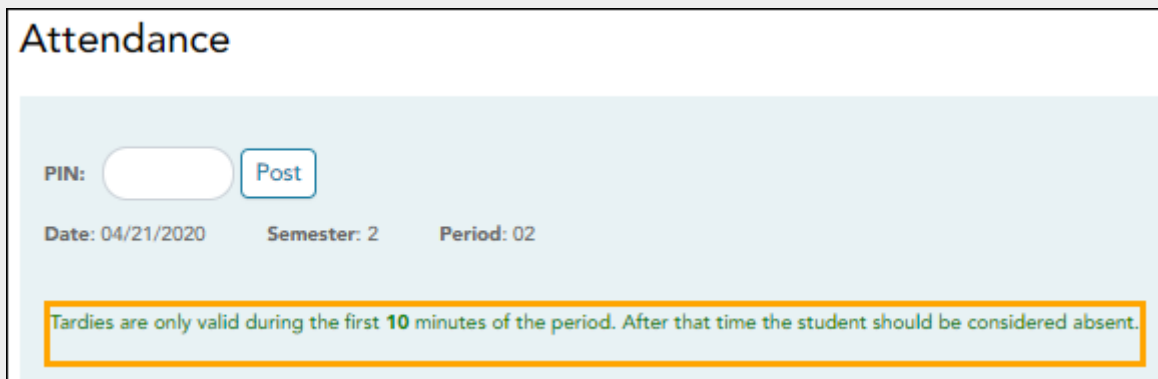 Attendance
PIN: Post
Date: 04/21/2020 Semester: 2 Period: 02
Tardies are only valid during the first 10 minutes of the period. After that time the student should be considered absent.